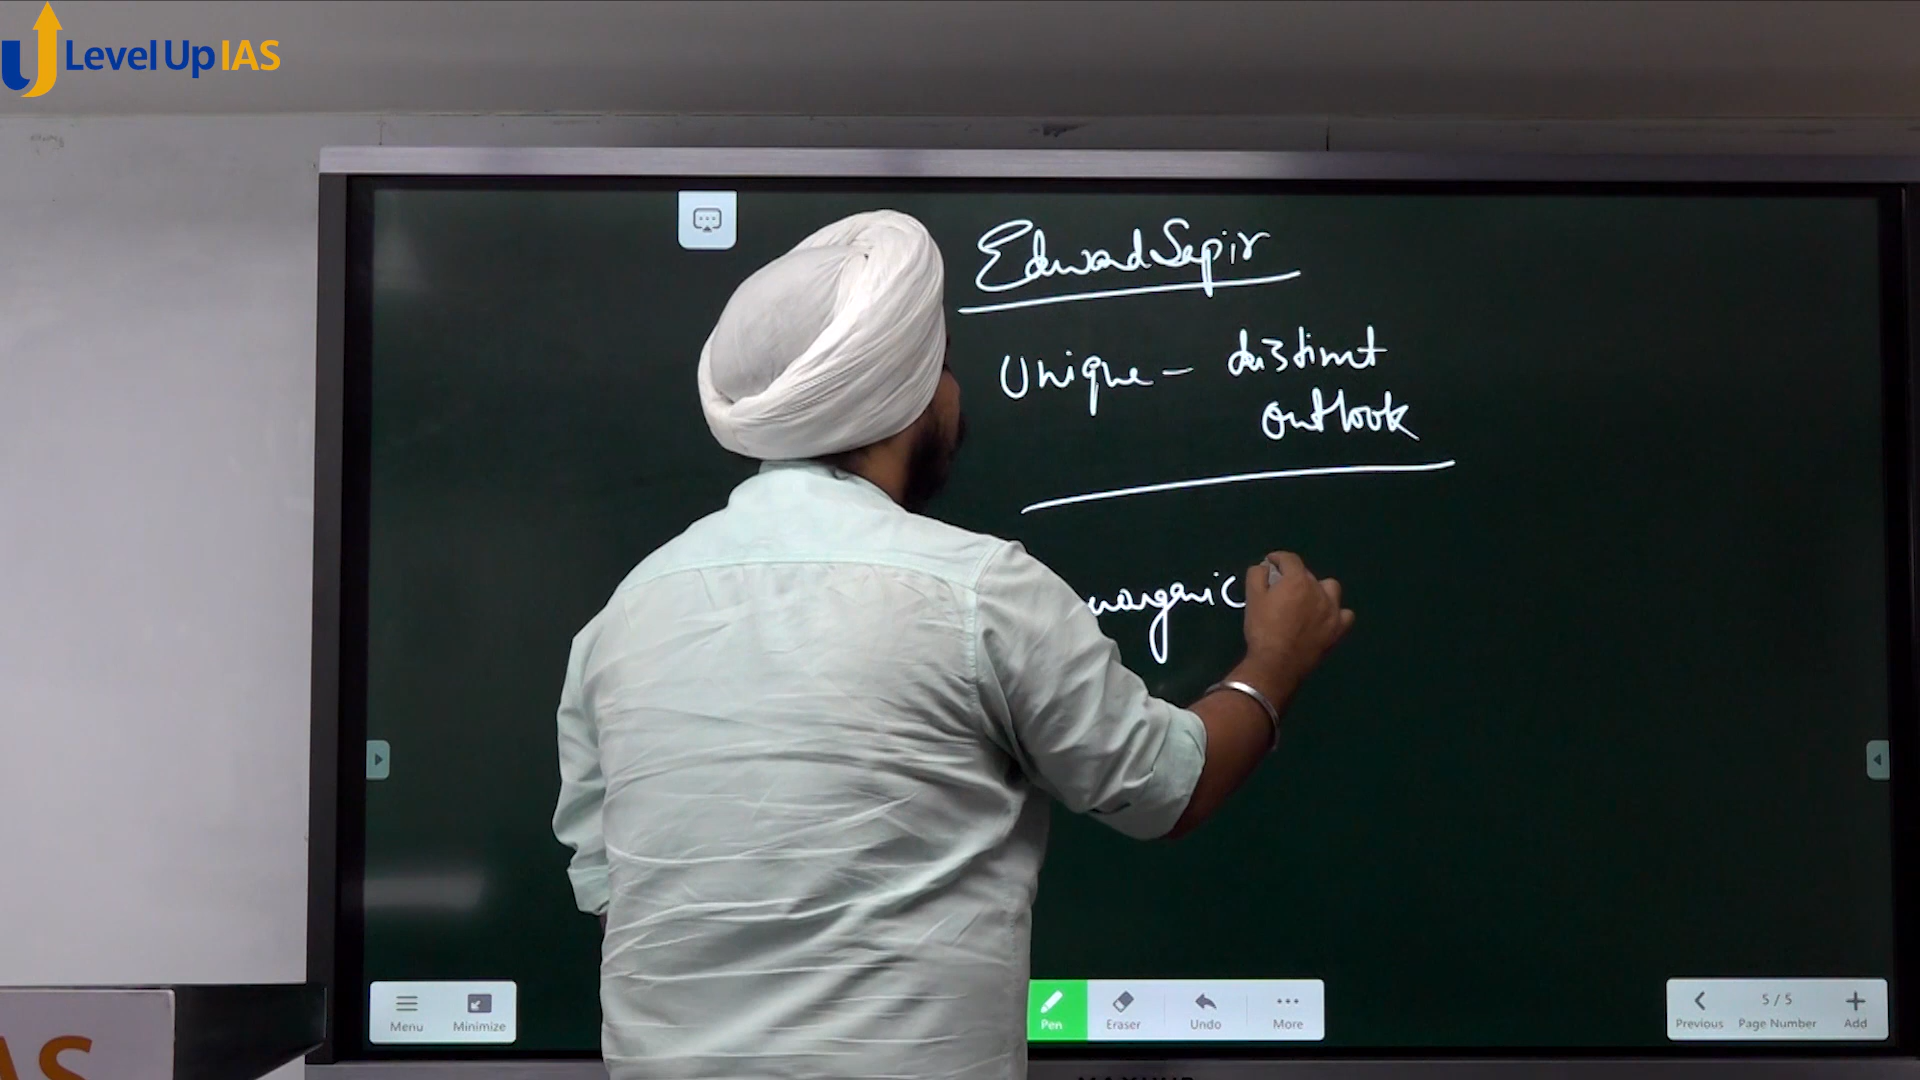 Level Up IAS
Edward Sapir
Unique - distinct
outlook
Menu
Minimize
Pen
Eraser
Undo
More
Previous
5 / 5
Page Number
Add
AS